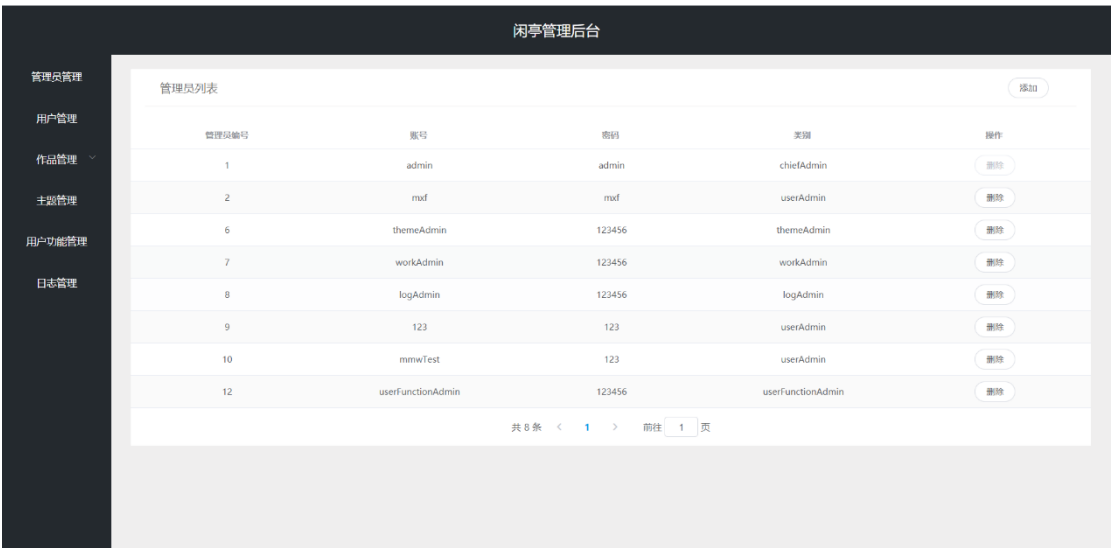 闲亭管理后台
管理员管理
用户管理
作品管理
主题管理
用户功能管理
日志管理
管理员列表 添加
管理员编号 账号 密码 类别 操作
1 admin admin chiefAdmin 删除
2 mxf mxf userAdmin 删除
6 themeAdmin 123456 themeAdmin 删除
7 workAdmin 123456 workAdmin 删除
8 logAdmin 123456 logAdmin 删除
9 123 123 userAdmin 删除
10 mmwTest 123 userAdmin 删除
12 userFunctionAdmin 123456 userFunctionAdmin 删除
共 8 条 < 1 > 前往 1 页